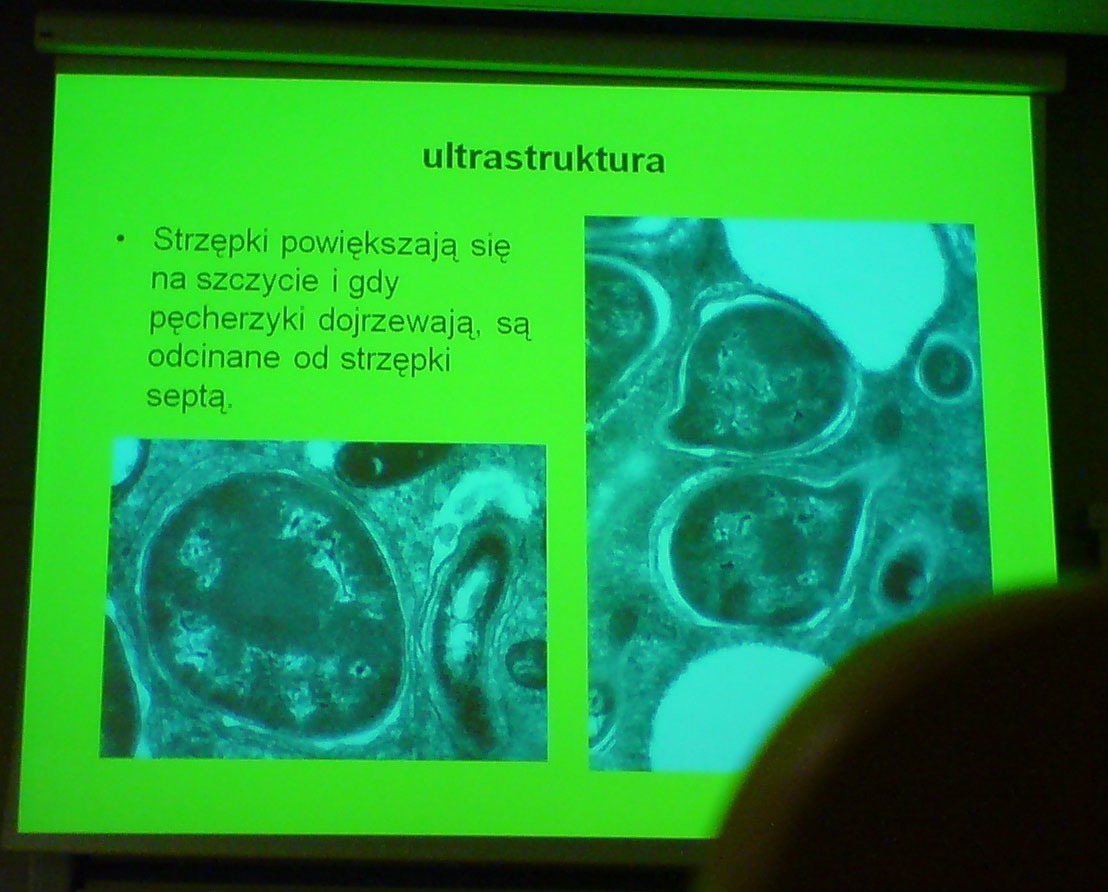 ultrastruktura
• Strzępki powiększają się
na szczycie i gdy
pęcherzyki dojrzewają, są
odcinane od strzępki
septą.